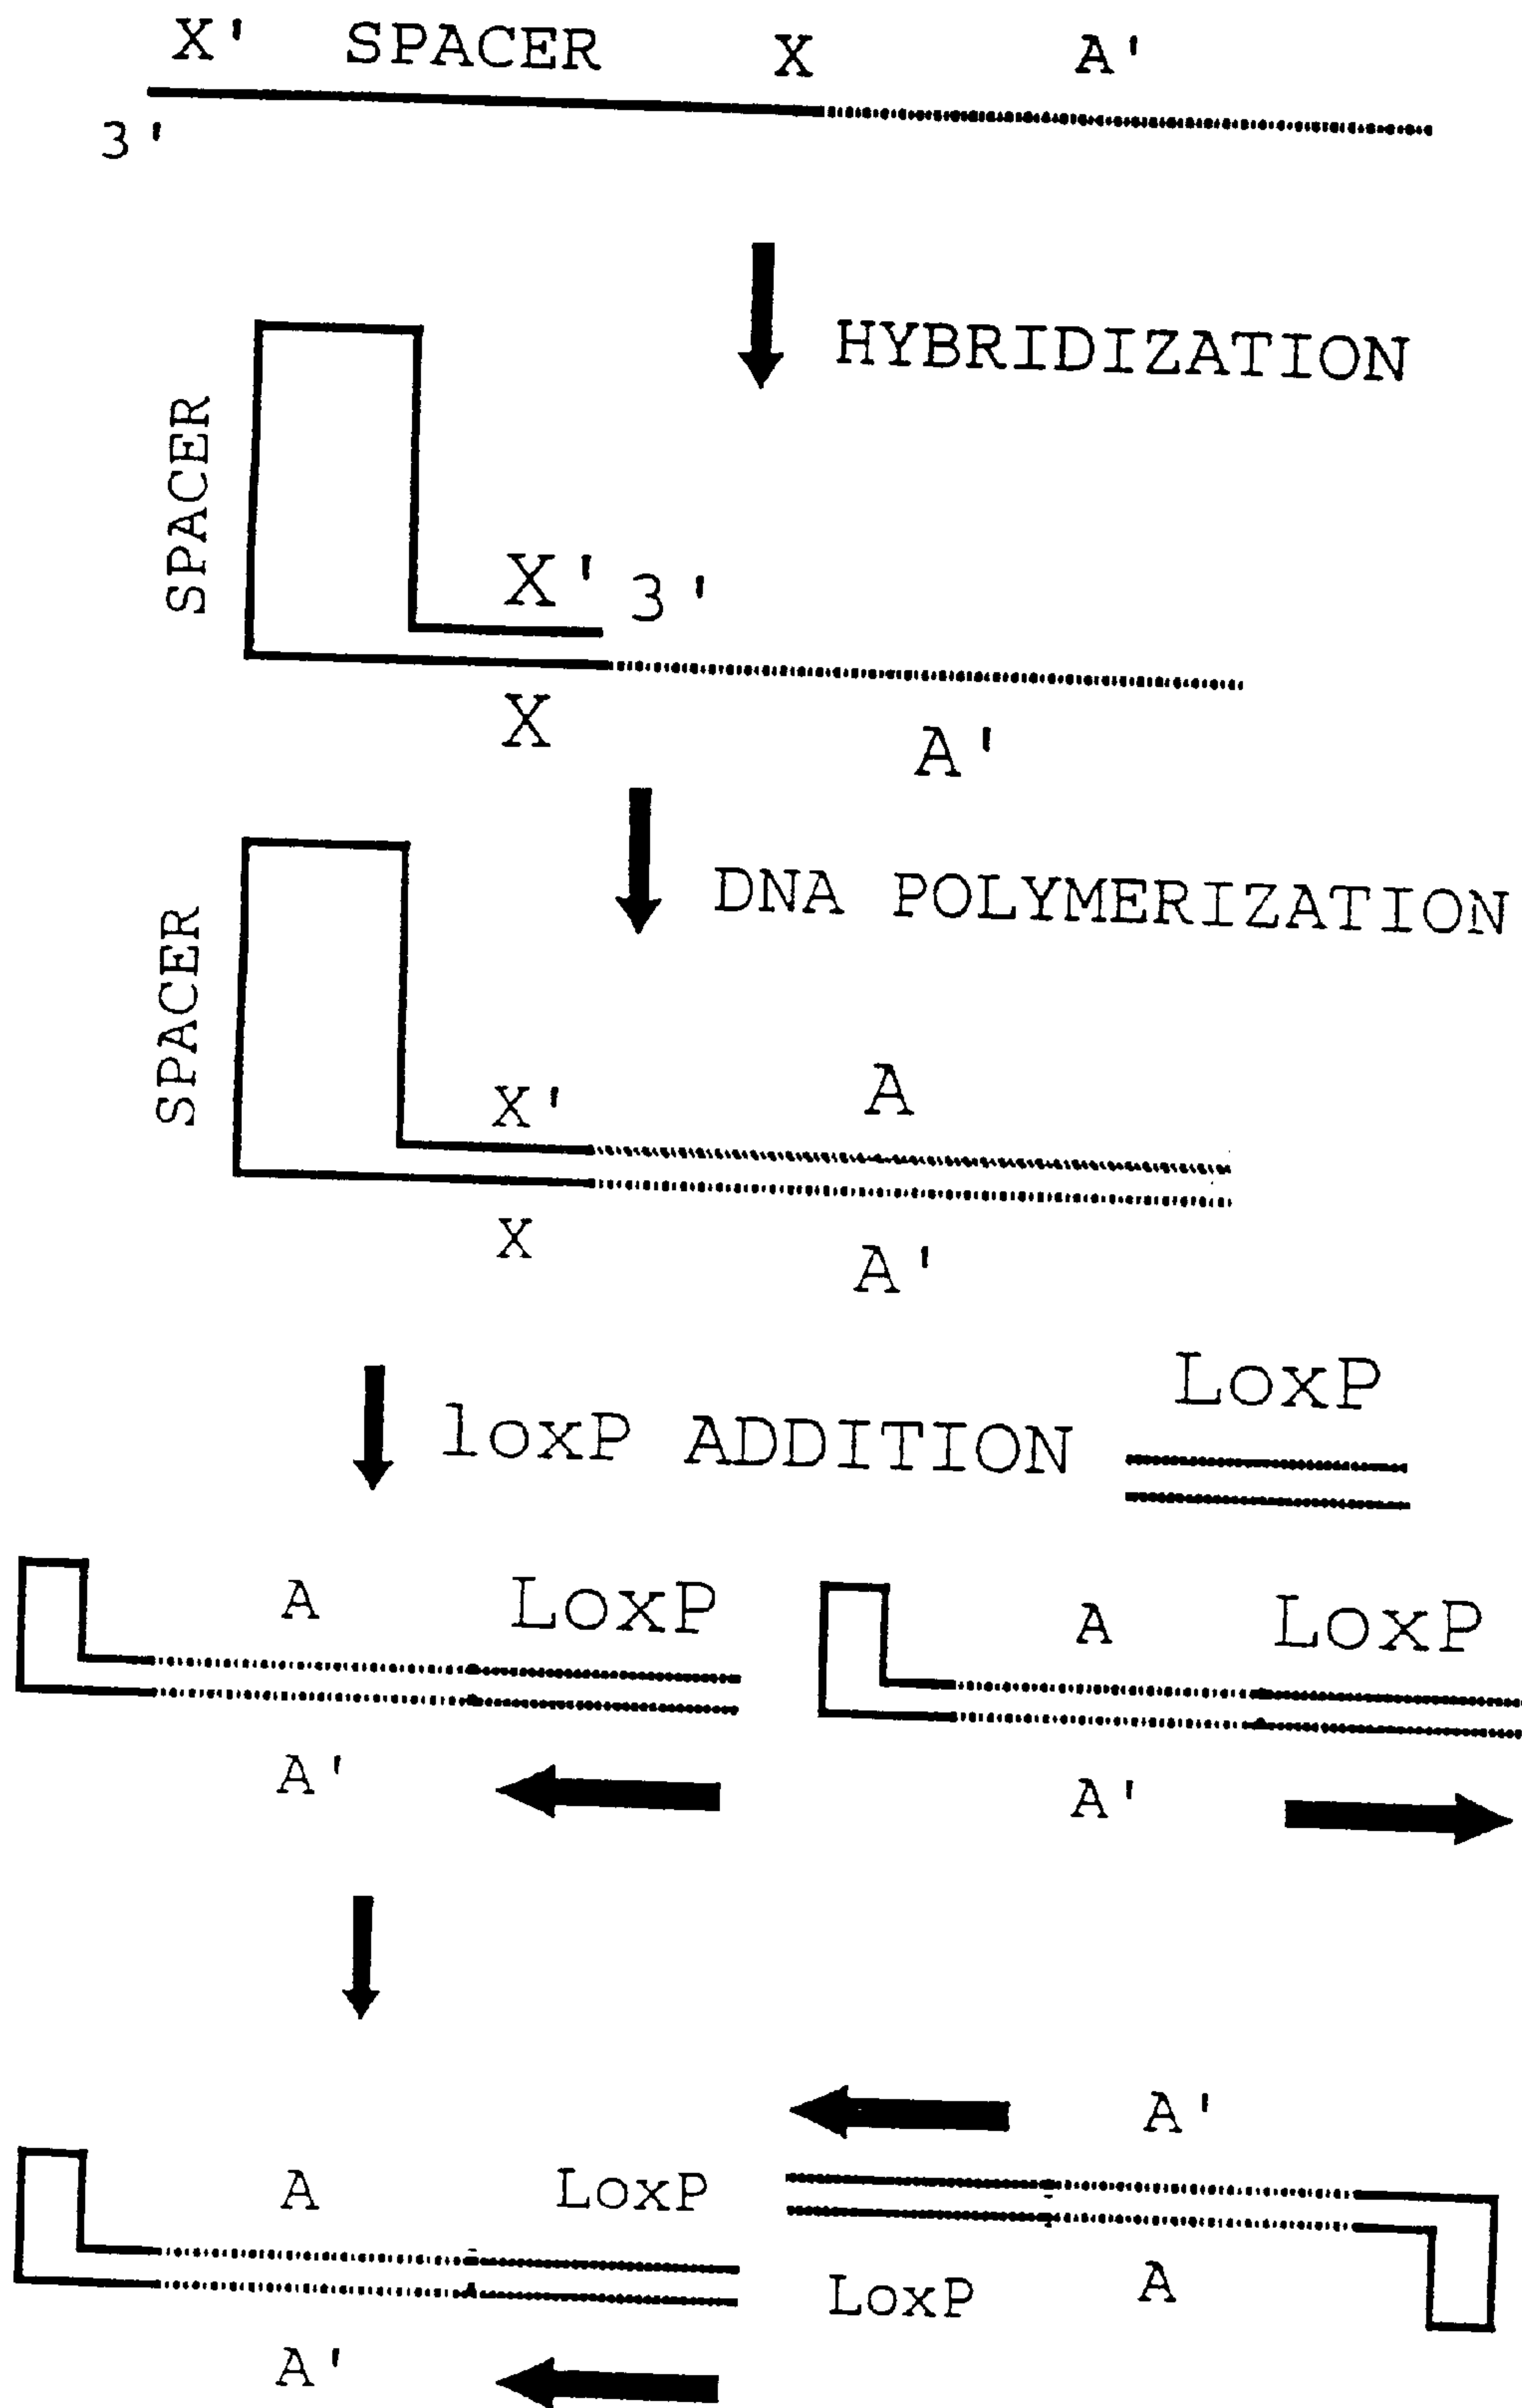 X' SPACER X A'
3'
HYBRIDIZATION
SPACER
X' 3'
X
A'
DNA POLYMERIZATION
SPACER
X' A
X
A'
LoxP
loxP ADDITION
A LoxP A LoxP
A' A'
A'
A LoxP
LoxP A
A'